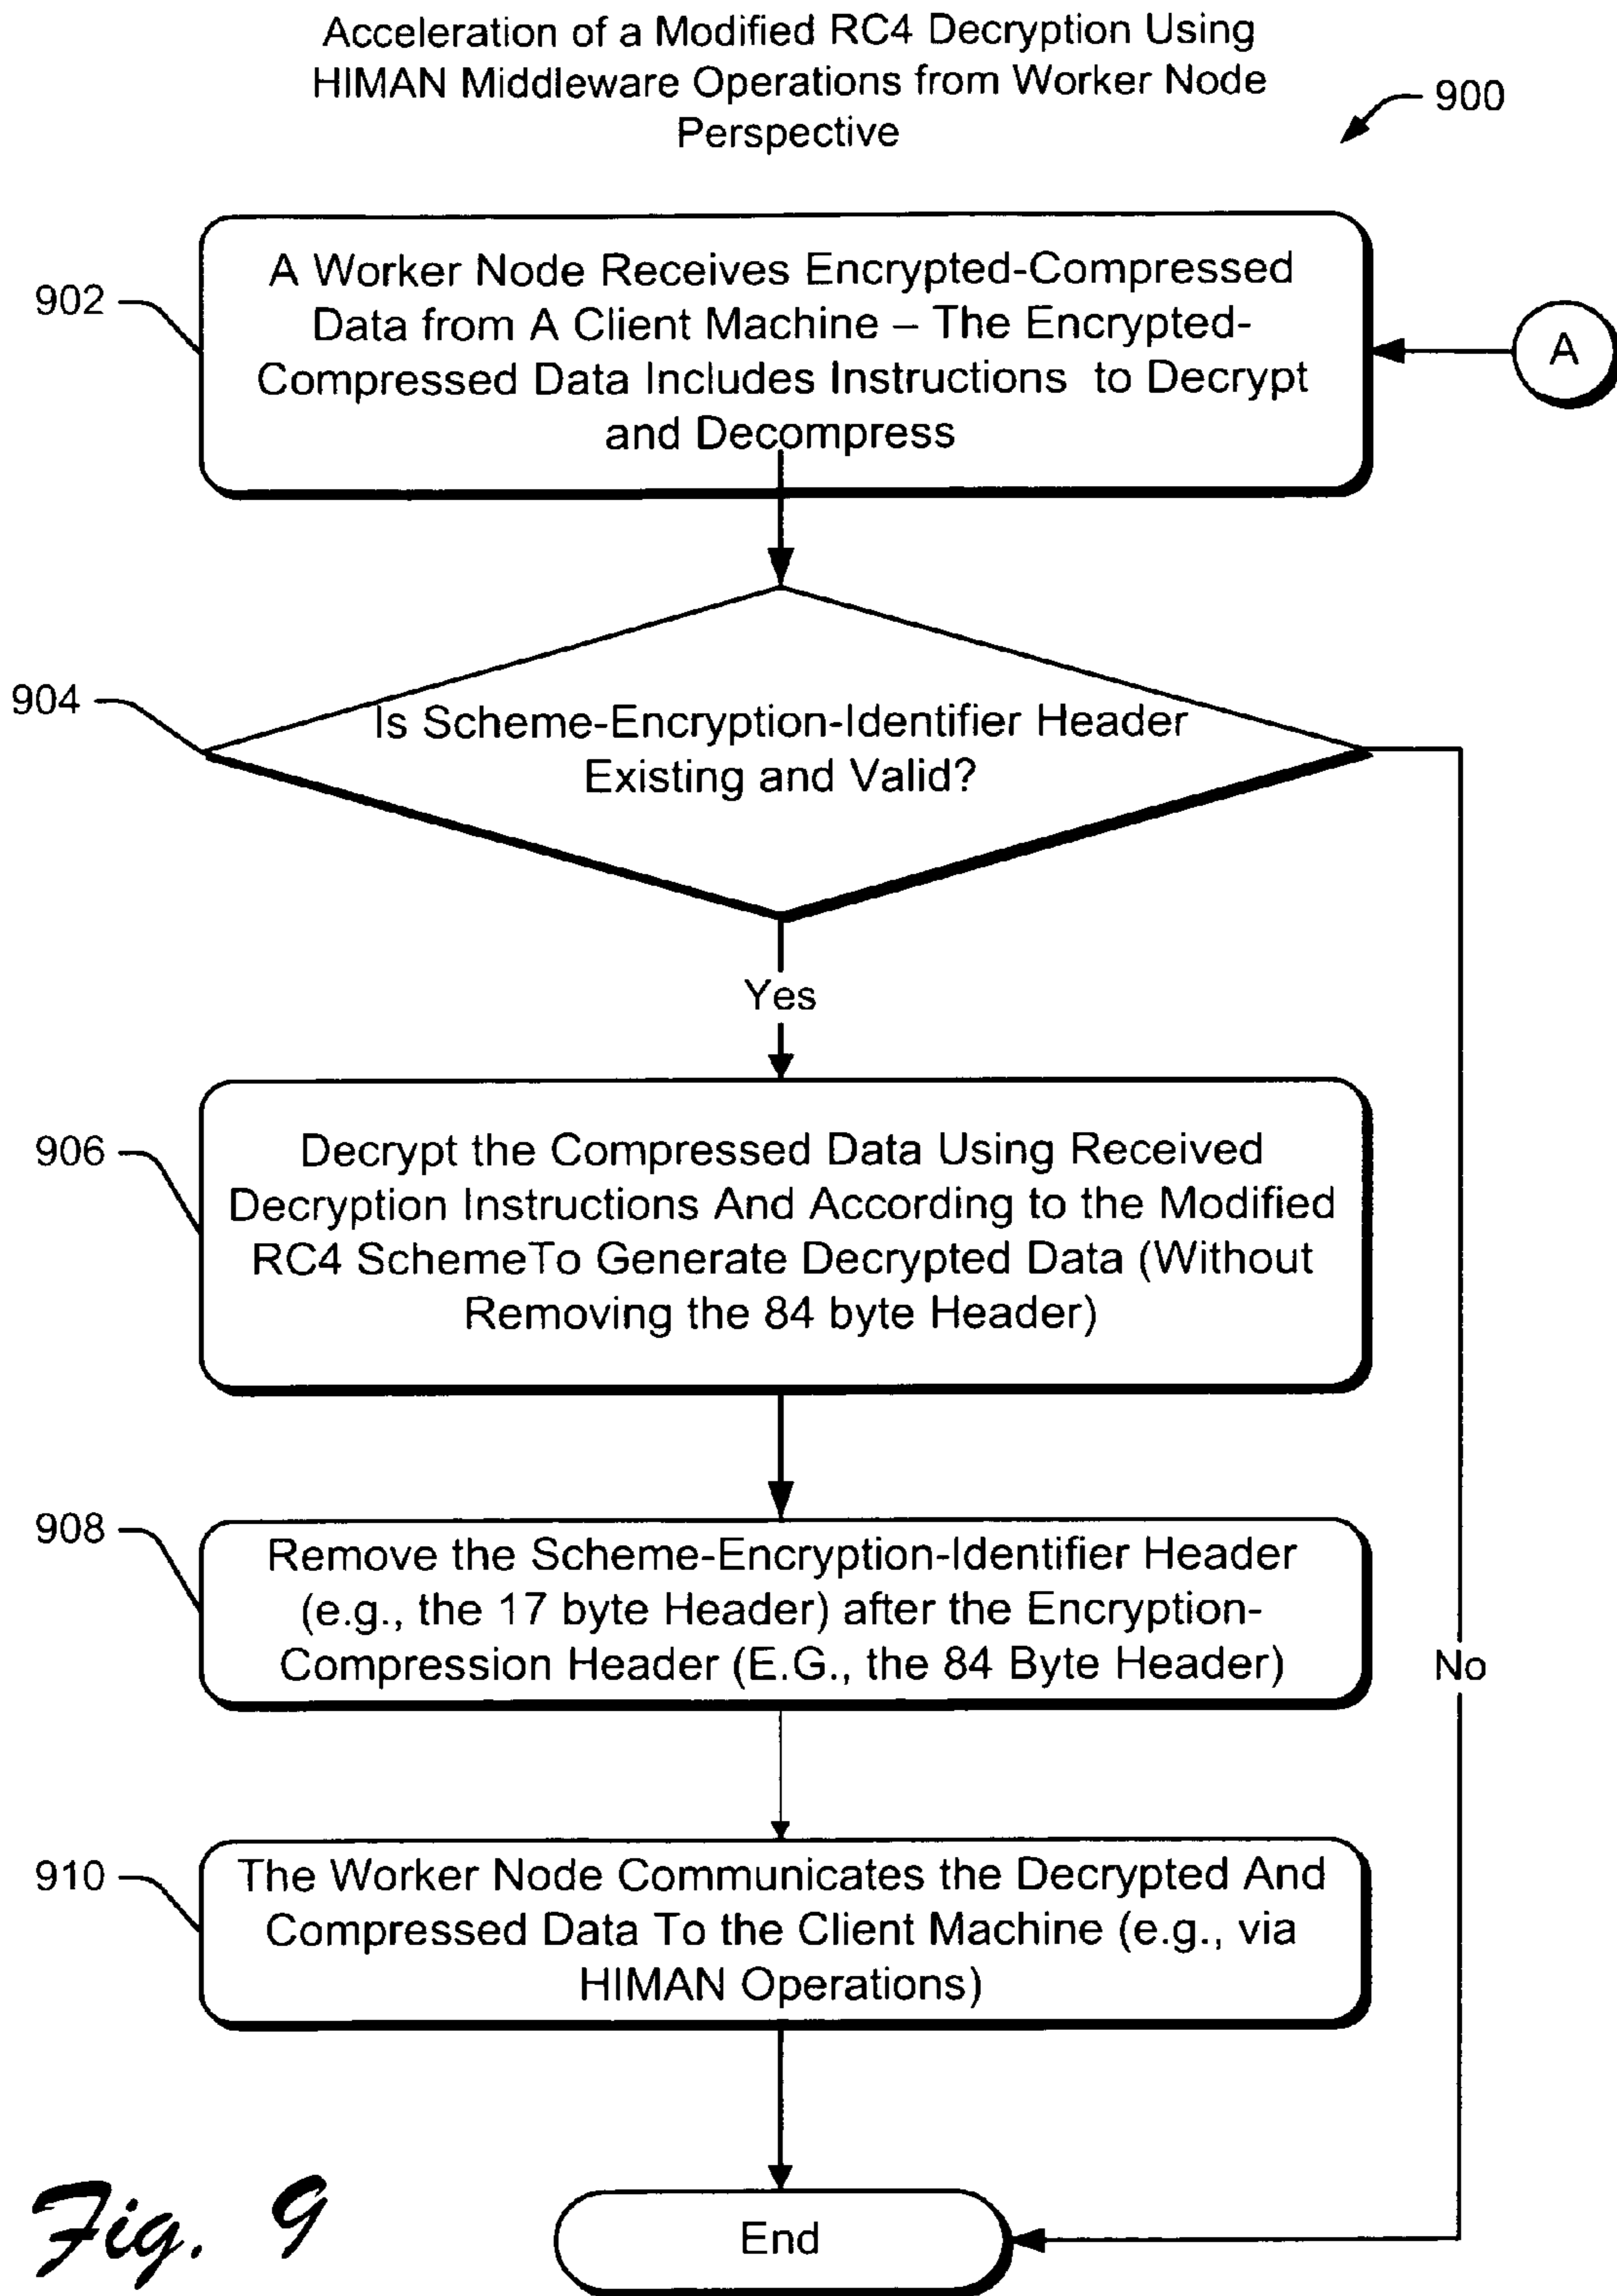 Acceleration of a Modified RC4 Decryption Using
HIMAN Middleware Operations from Worker Node
Perspective
900
902
A Worker Node Receives Encrypted-Compressed
Data from A Client Machine – The Encrypted-
Compressed Data Includes Instructions to Decrypt
and Decompress
A
904
Is Scheme-Encryption-Identifier Header
Existing and Valid?
Yes
906
Decrypt the Compressed Data Using Received
Decryption Instructions And According to the Modified
RC4 SchemeTo Generate Decrypted Data (Without
Removing the 84 byte Header)
908
Remove the Scheme-Encryption-Identifier Header
(e.g., the 17 byte Header) after the Encryption-
Compression Header (E.G., the 84 Byte Header)
No
910
The Worker Node Communicates the Decrypted And
Compressed Data To the Client Machine (e.g., via
HIMAN Operations)
End
Fig. 9